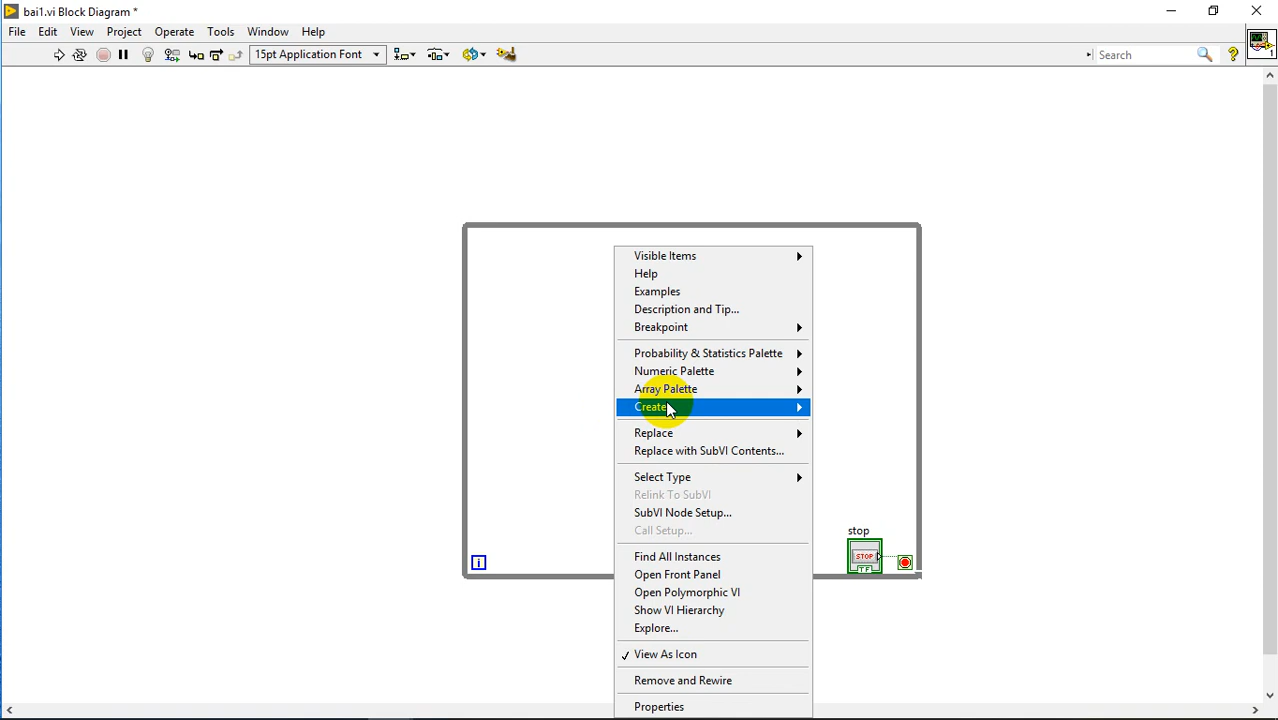 bai1.vi Block Diagram *
File Edit View Project Operate Tools Window Help
15pt Application Font
Search
?
1
Visible Items
Help
Examples
Description and Tip...
Breakpoint
Probability & Statistics Palette
Numeric Palette
Array Palette
Create
Replace
Replace with SubVI Contents...
Select Type
Relink To SubVI
SubVI Node Setup...
Call Setup...
Find All Instances
Open Front Panel
Open Polymorphic VI
Show VI Hierarchy
Explore...
View As Icon
Remove and Rewire
Properties
stop
STOP
TF
i